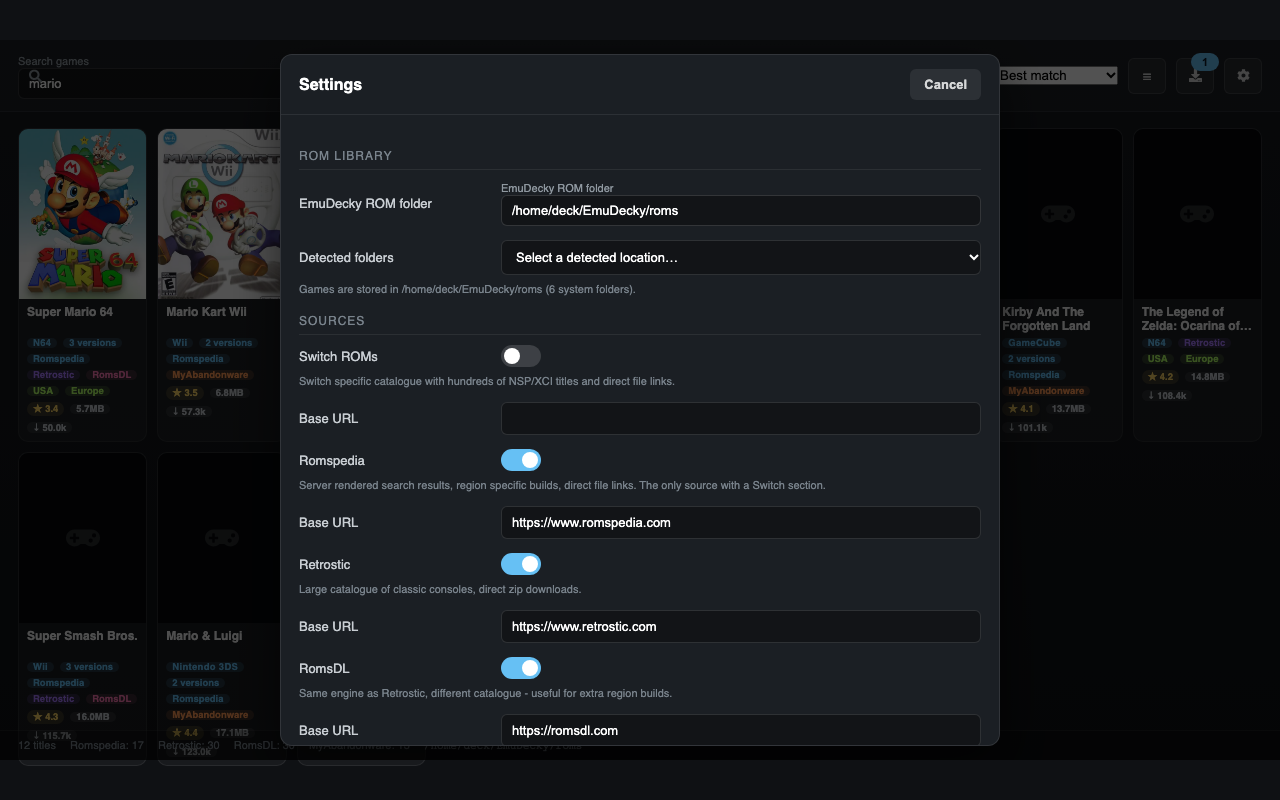 Search games
mario
Best match
1
Settings
Cancel
ROM LIBRARY
EmuDecky ROM folder
EmuDecky ROM folder
/home/deck/EmuDecky/roms
Detected folders
Select a detected location…
Games are stored in /home/deck/EmuDecky/roms (6 system folders).
SOURCES
Switch ROMs
Switch specific catalogue with hundreds of NSP/XCI titles and direct file links.
Base URL
Romspedia
Server rendered search results, region specific builds, direct file links. The only source with a Switch section.
Base URL
https://www.romspedia.com
Retrostic
Large catalogue of classic consoles, direct zip downloads.
Base URL
https://www.retrostic.com
RomsDL
Same engine as Retrostic, different catalogue - useful for extra region builds.
Base URL
https://romsdl.com
SUPER MARIO 64
Super Mario 64
N64 3 versions
Romspedia
Retrostic RomsDL
USA Europe
★ 3.4 5.7MB
↓ 50.0k
Wii
MARIOKART
Wii
Mario Kart Wii
Wii 2 versions
Romspedia
MyAbandonware
★ 3.5 6.8MB
↓ 57.3k
Kirby And The
Forgotten Land
GameCube
2 versions
Romspedia
MyAbandonware
★ 4.1 13.7MB
↓ 101.1k
The Legend of
Zelda: Ocarina of…
N64 Retrostic
USA Europe
★ 4.2 14.8MB
↓ 108.4k
Super Smash Bros.
Wii 3 versions
Romspedia
Retrostic RomsDL
★ 4.3 16.0MB
↓ 115.7k
Mario & Luigi
Nintendo 3DS
2 versions
Romspedia
MyAbandonware
★ 4.4 17.1MB
↓ 123.0k
12 titles Romspedia: 17 Retrostic: 30 RomsDL: